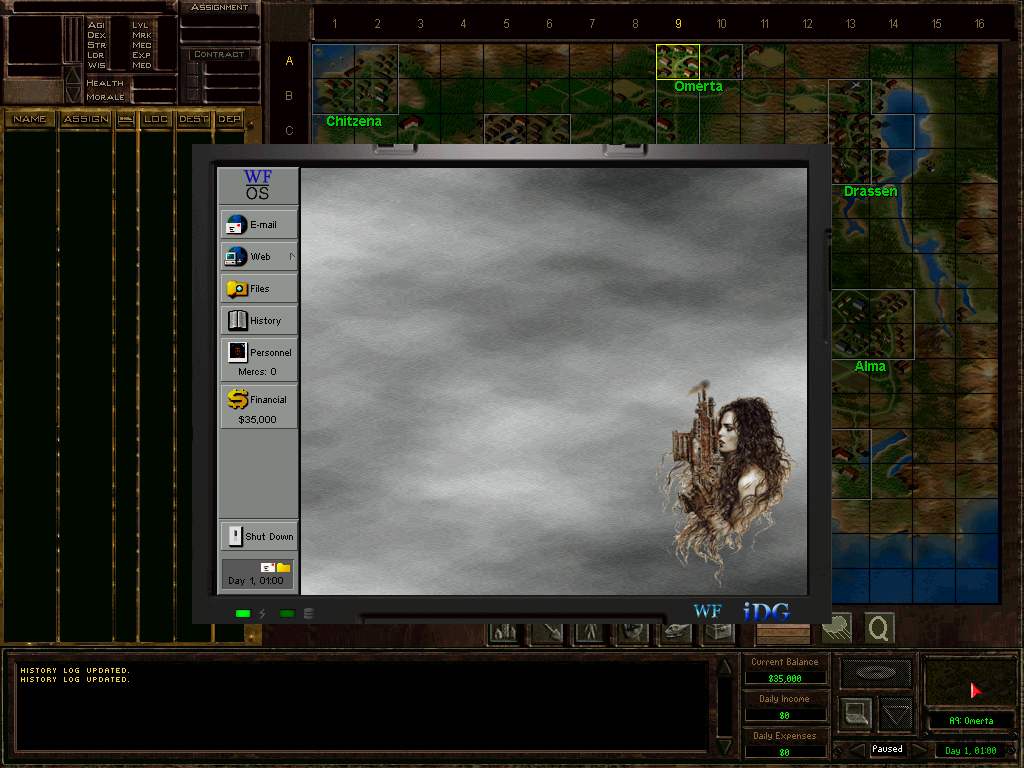 ASSIGNMENT
AGI LVL
DEX MRK
STR MEC
LDR EXP
WIS MED
CONTRACT
HEALTH
MORALE
NAME ASSIGN LOC DEST DEP
1 2 3 4 5 6 7 8 9 10 11 12 13 14 15 16
A
B
C
Omerta
Chitzena
Drassen
Alma
WF
OS
E-mail
Web
Files
History
Personnel
Mercs: 0
Financial
$35,000
Shut Down
Day 1, 01:00
WF iDG
Q
HISTORY LOG UPDATED.
HISTORY LOG UPDATED.
Current Balance
$35,000
Daily Income
$0
Daily Expenses
$0
A9: Omerta
Paused
Day 1, 01:00